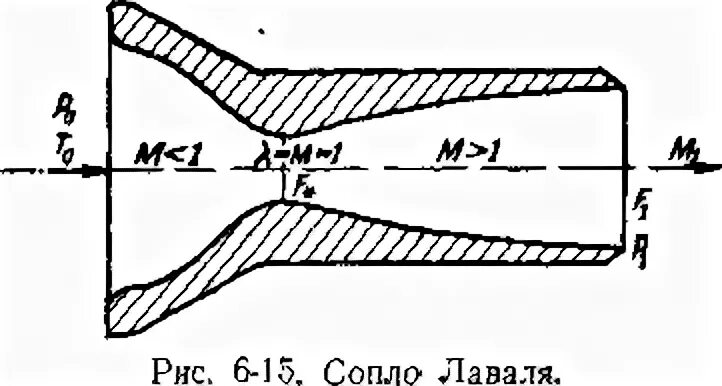 P₀
T₀
M<1
λ=M=1
M>1
M₁
F*
F₁
P₁
Рис. 6-15. Сопло Лаваля.